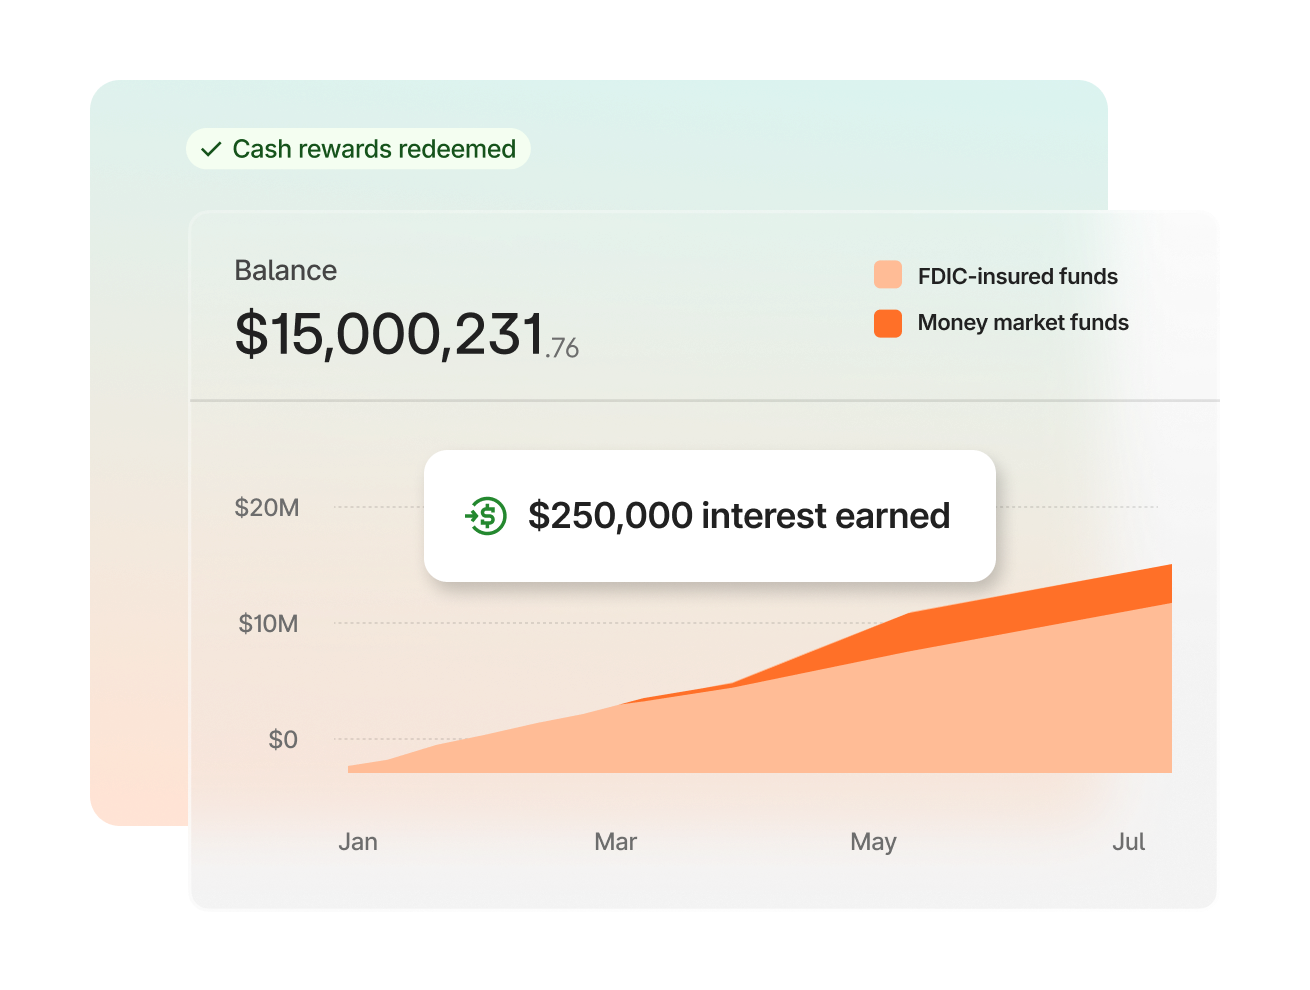 Cash rewards redeemed
Balance
$15,000,231.76
FDIC-insured funds
Money market funds
$20M
$250,000 interest earned
$10M
$0
Jan Mar May Jul